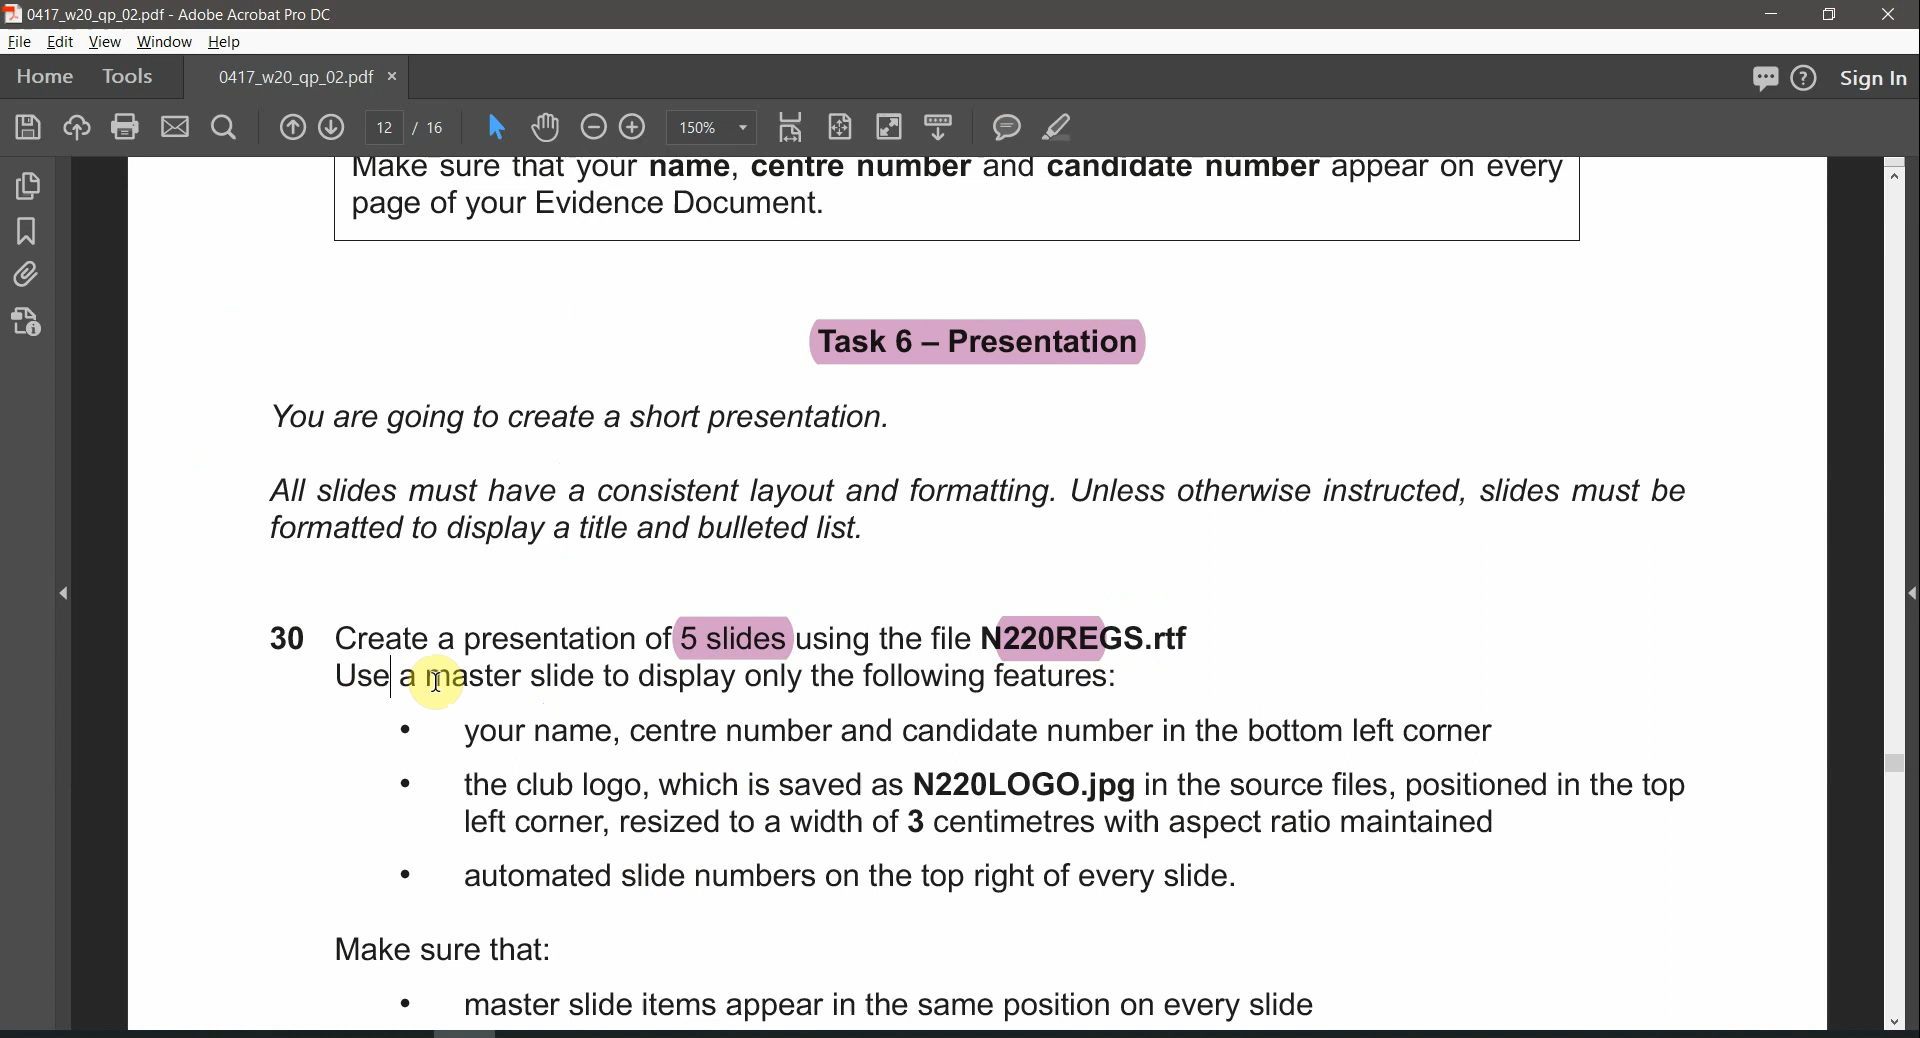 0417_w20_qp_02.pdf - Adobe Acrobat Pro DC
File Edit View Window Help
Home Tools 0417_w20_qp_02.pdf × Sign In
12 / 16 150%
Make sure that your name, centre number and candidate number appear on every
page of your Evidence Document.
Task 6 – Presentation
You are going to create a short presentation.
All slides must have a consistent layout and formatting. Unless otherwise instructed, slides must be
formatted to display a title and bulleted list.
30 Create a presentation of 5 slides using the file N220REGS.rtf
Use a master slide to display only the following features:
• your name, centre number and candidate number in the bottom left corner
• the club logo, which is saved as N220LOGO.jpg in the source files, positioned in the top
left corner, resized to a width of 3 centimetres with aspect ratio maintained
• automated slide numbers on the top right of every slide.
Make sure that:
• master slide items appear in the same position on every slide